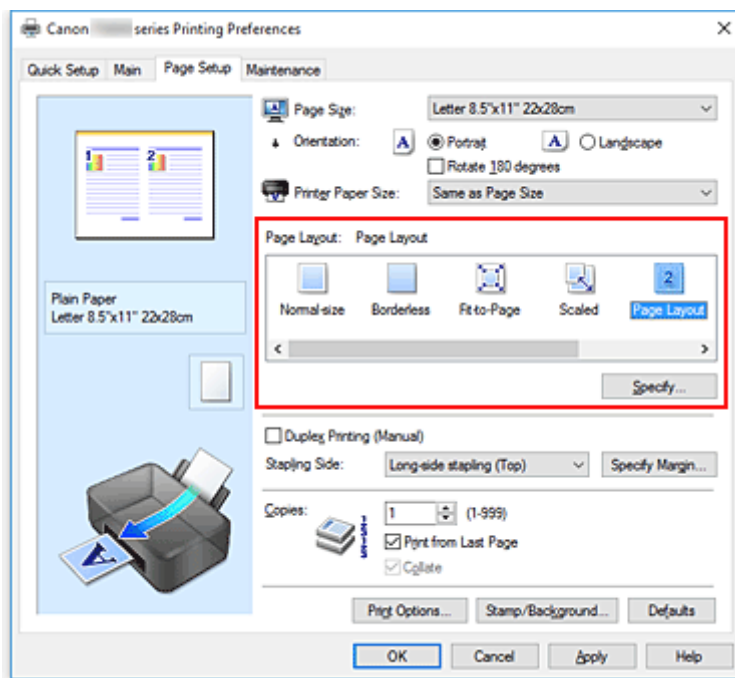 Canon series Printing Preferences
Quick Setup Main Page Setup Maintenance
1 2
Plain Paper
Letter 8.5"x11" 22x28cm
A
Page Size: Letter 8.5"x11" 22x28cm
Orientation: A Portrait A Landscape
Rotate 180 degrees
Printer Paper Size: Same as Page Size
Page Layout: Page Layout
2
Normal-size Borderless Fit-to-Page Scaled Page Layout
Specify...
Duplex Printing (Manual)
Stapling Side: Long-side stapling (Top) Specify Margin...
Copies: 1 (1-999)
Print from Last Page
Collate
Print Options... Stamp/Background... Defaults
OK Cancel Apply Help